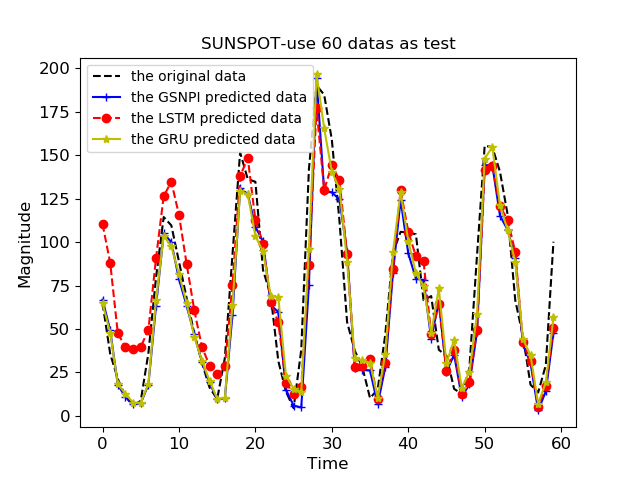 SUNSPOT-use 60 datas as test
the original data
the GSNPI predicted data
the LSTM predicted data
the GRU predicted data
Magnitude
200
175
150
125
100
75
50
25
0
0 10 20 30 40 50 60
Time